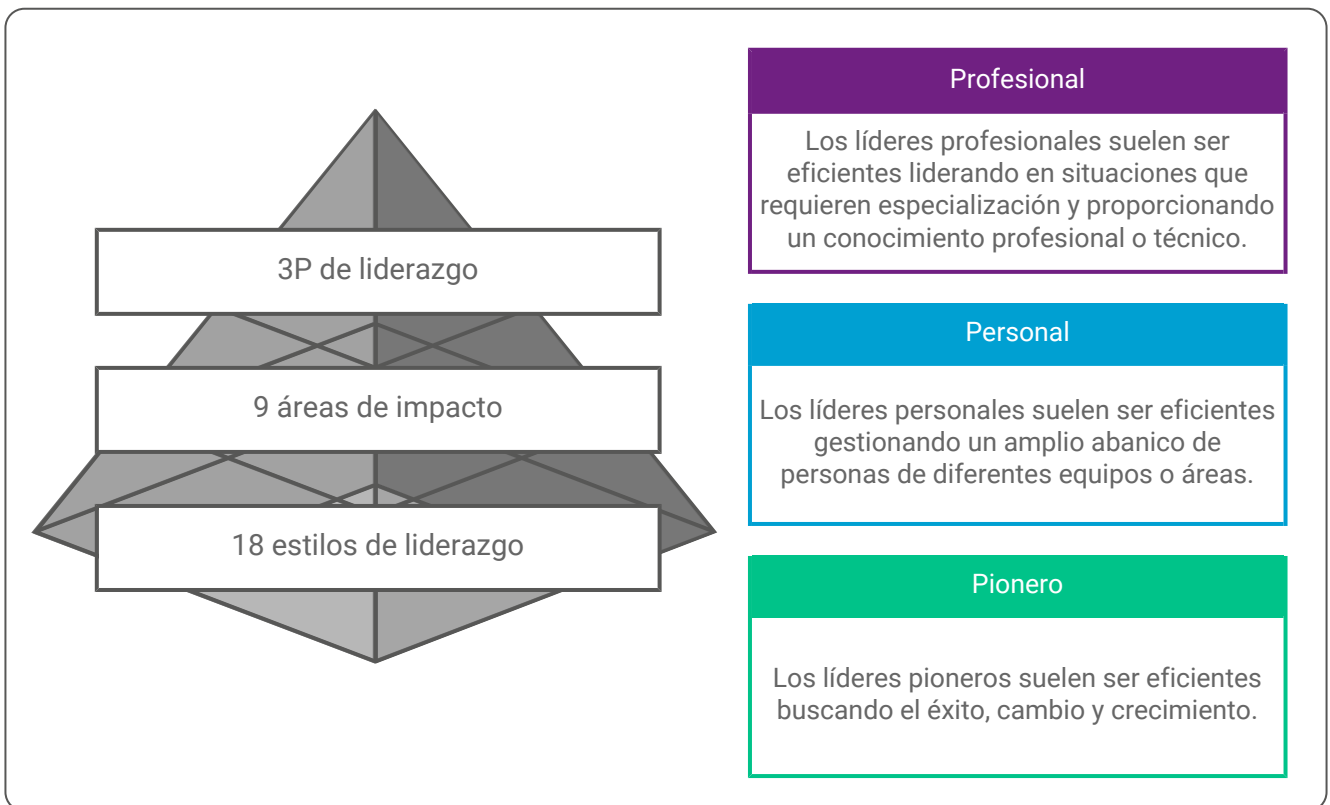 3P de liderazgo
9 áreas de impacto
18 estilos de liderazgo
Profesional
Los líderes profesionales suelen ser
eficientes liderando en situaciones que
requieren especialización y proporcionando
un conocimiento profesional o técnico.
Personal
Los líderes personales suelen ser eficientes
gestionando un amplio abanico de
personas de diferentes equipos o áreas.
Pionero
Los líderes pioneros suelen ser eficientes
buscando el éxito, cambio y crecimiento.